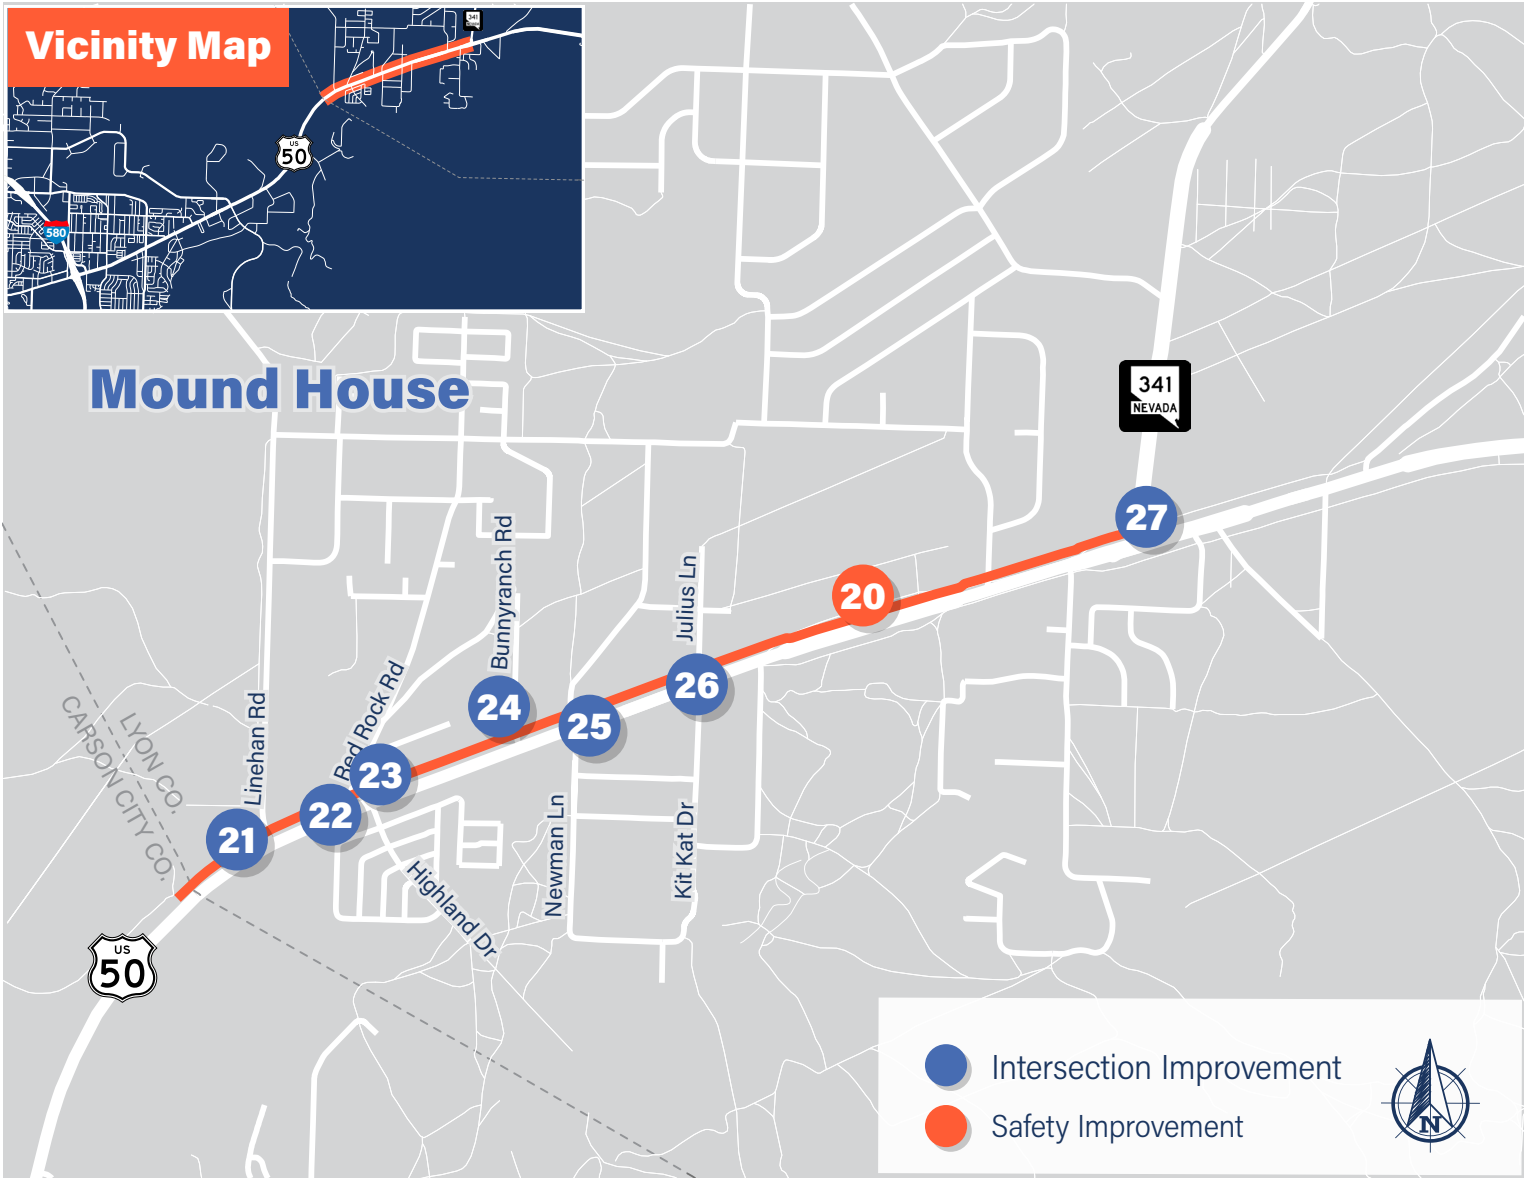 Vicinity Map
341
NEVADA
US
50
580
Mound House
341
NEVADA
27
Bunnyranch Rd
Julius Ln
20
26
Red Rock Rd
24
25
Linehan Rd
LYON CO.
CARSON CITY CO.
23
22
21
Newman Ln
Kit Kat Dr
Highland Dr
US
50
Intersection Improvement
Safety Improvement
N